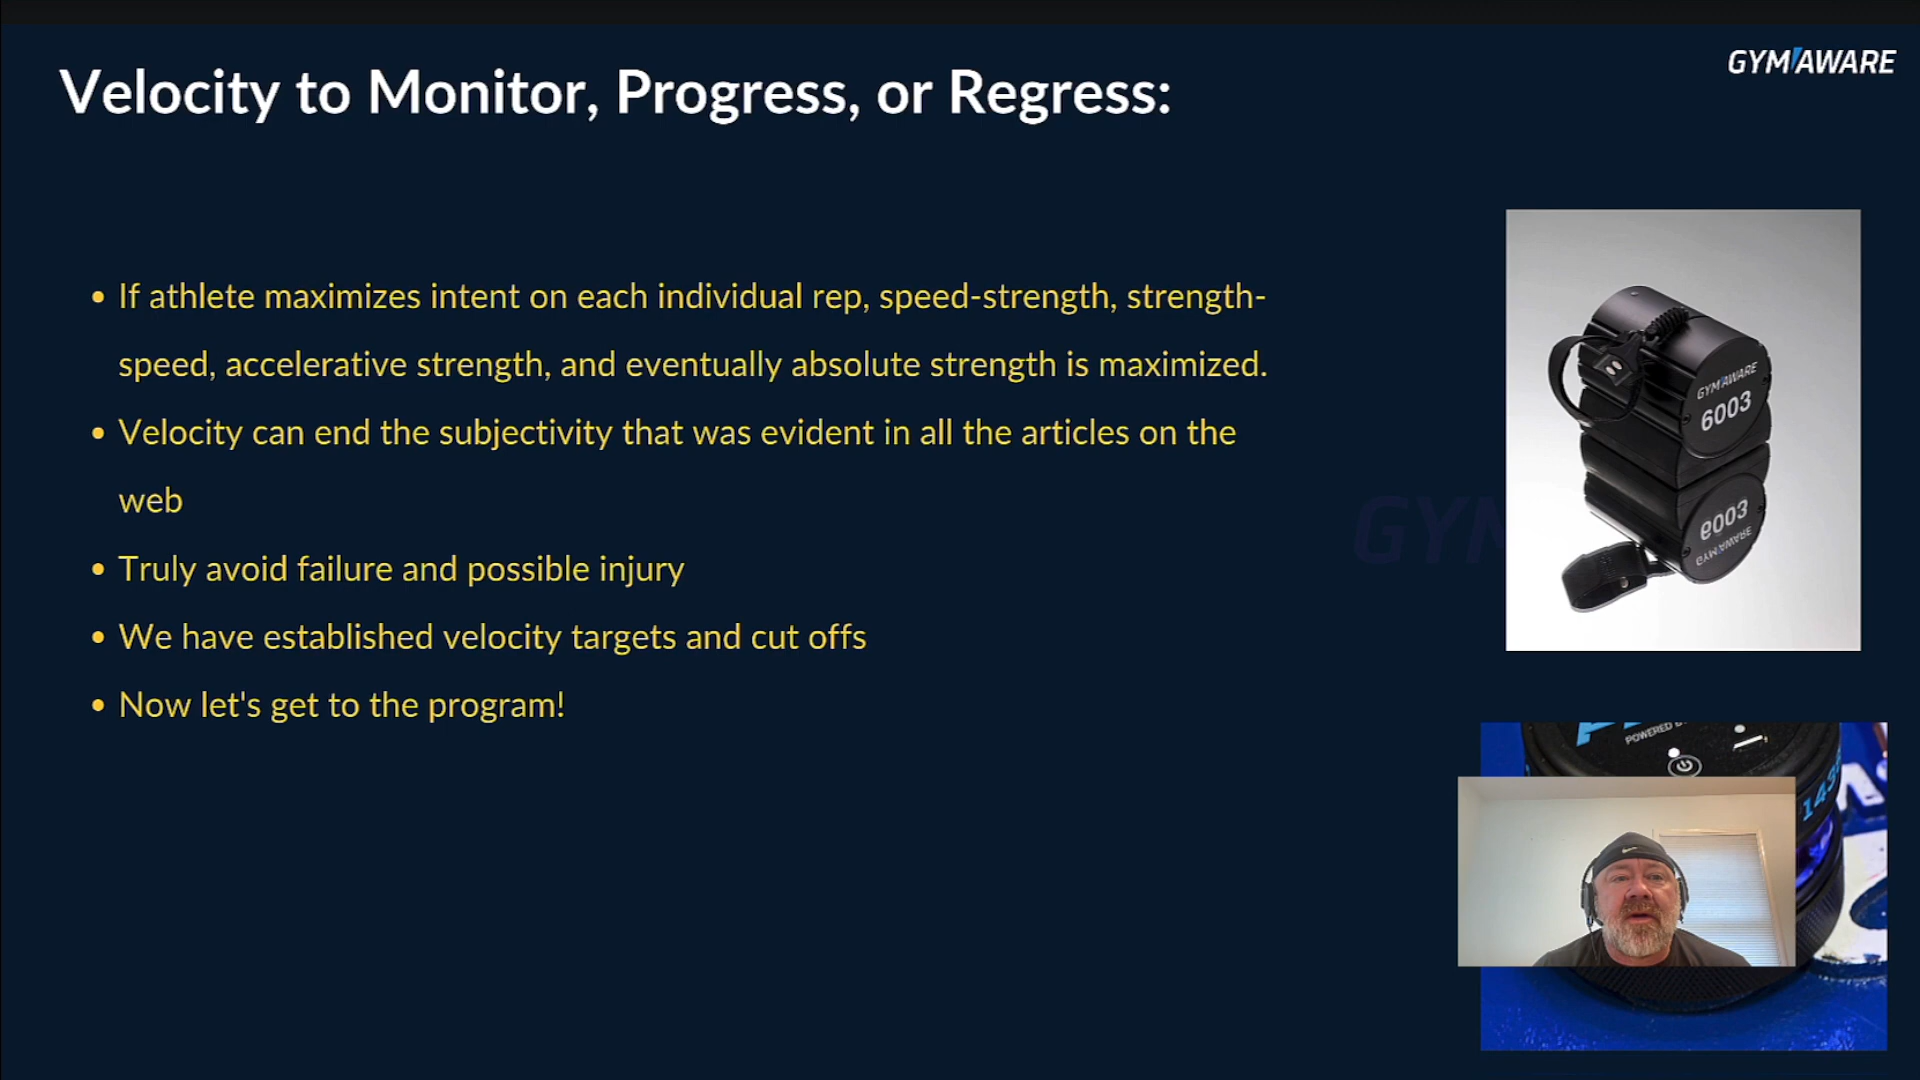 GYMAWARE
Velocity to Monitor, Progress, or Regress:
• If athlete maximizes intent on each individual rep, speed-strength, strength-
speed, accelerative strength, and eventually absolute strength is maximized.
• Velocity can end the subjectivity that was evident in all the articles on the
web
• Truly avoid failure and possible injury
• We have established velocity targets and cut offs
• Now let's get to the program!
GYM
GYMAWARE
6003
POWERED
143